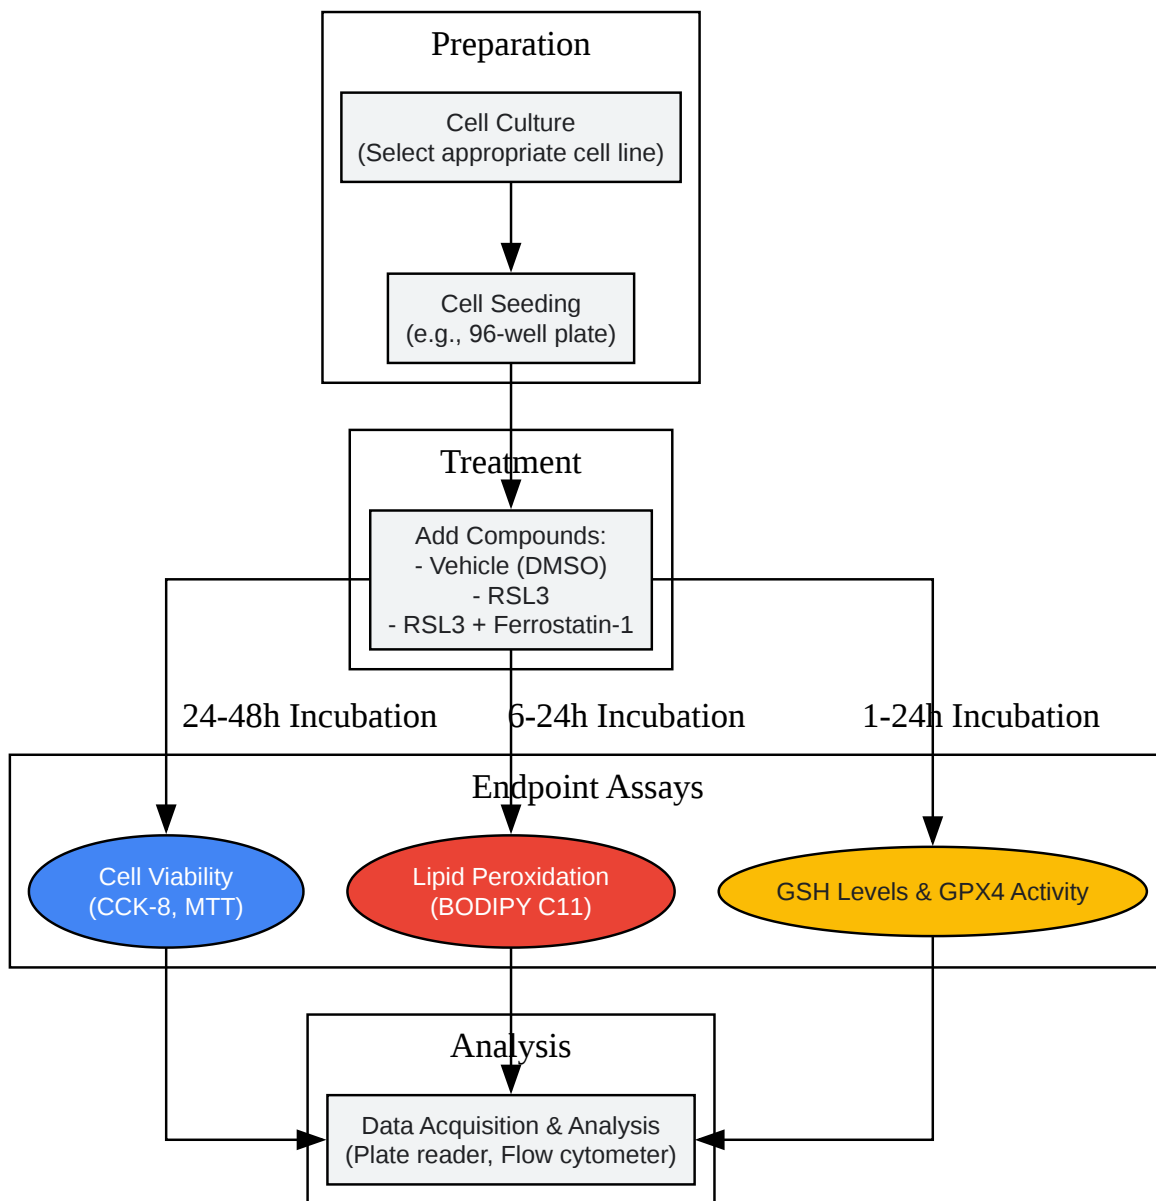 Preparation
Cell Culture
(Select appropriate cell line)
Cell Seeding
(e.g., 96-well plate)
Treatment
Add Compounds:
- Vehicle (DMSO)
- RSL3
- RSL3 + Ferrostatin-1
24-48h Incubation
6-24h Incubation
1-24h Incubation
Endpoint Assays
Cell Viability
(CCK-8, MTT)
Lipid Peroxidation
(BODIPY C11)
GSH Levels & GPX4 Activity
Analysis
Data Acquisition & Analysis
(Plate reader, Flow cytometer)